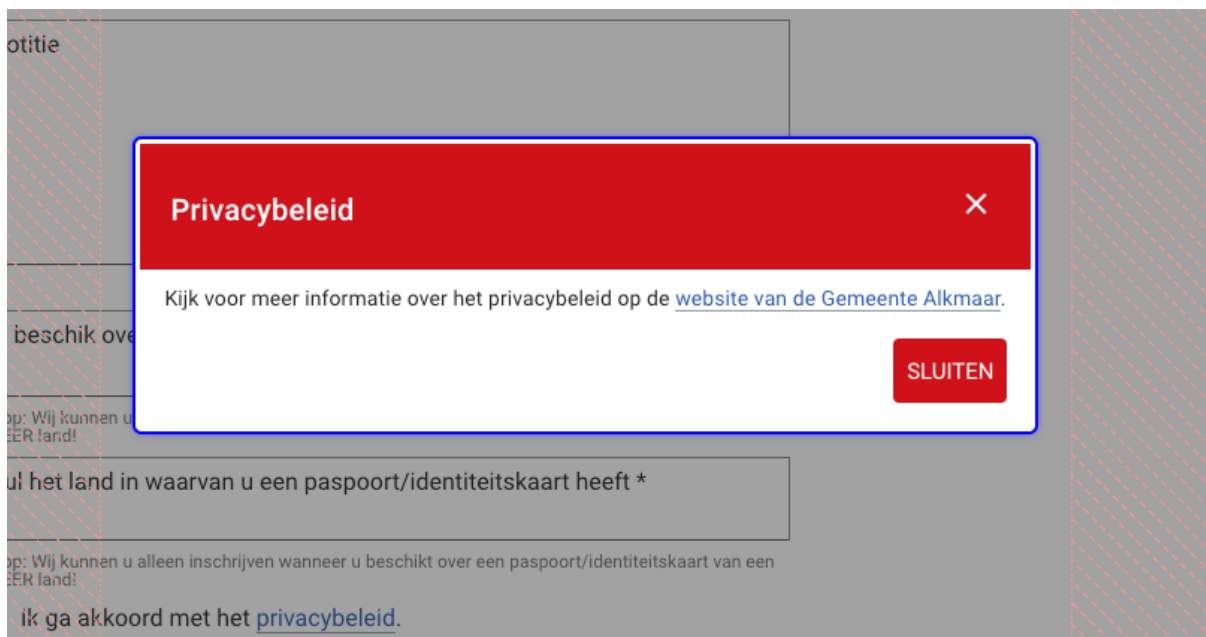 otitie
Privacybeleid
Kijk voor meer informatie over het privacybeleid op de website van de Gemeente Alkmaar.
SLUITEN
beschik ove
op: Wij kunnen u
EER land!
ul het land in waarvan u een paspoort/identiteitskaart heeft *
op: Wij kunnen u alleen inschrijven wanneer u beschikt over een paspoort/identiteitskaart van een
EER land!
ik ga akkoord met het privacybeleid.